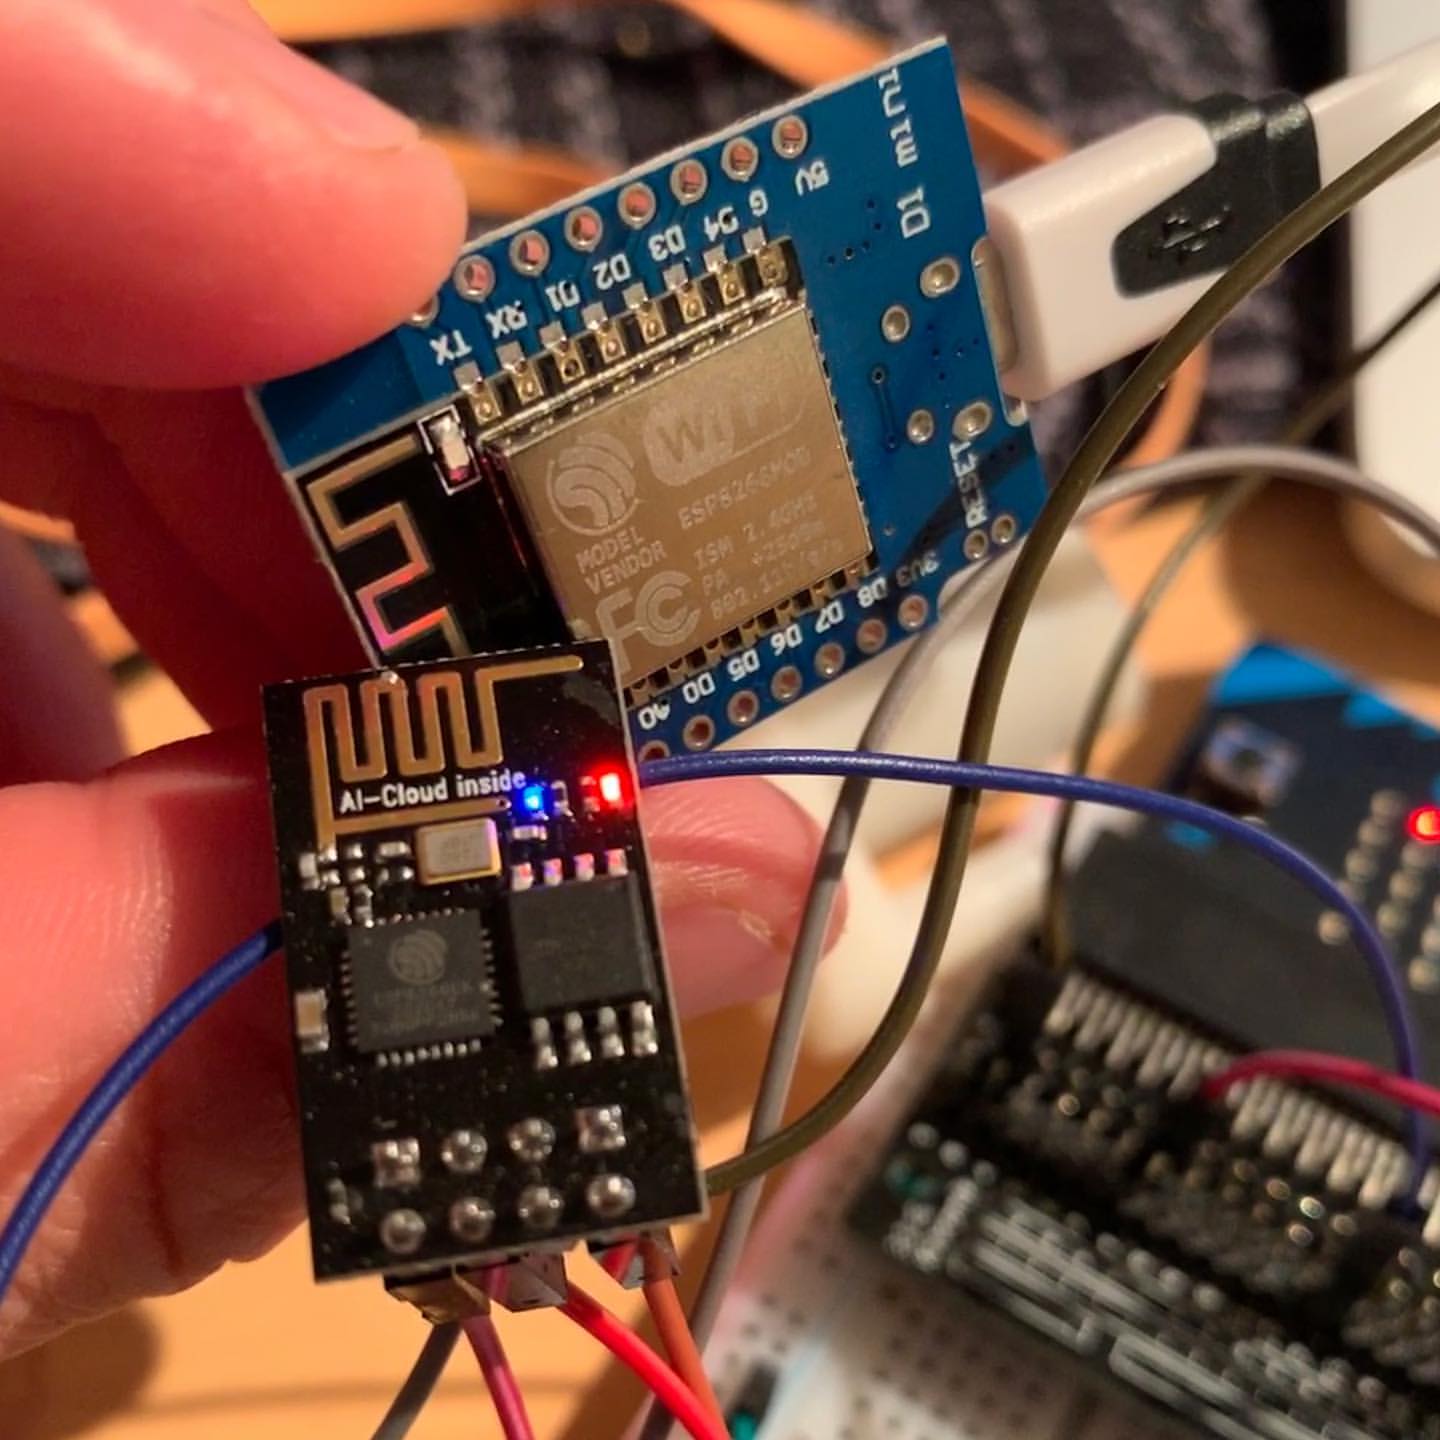 D1 mini
5V
G
D4
D3
D2
D1
RX
TX
WiFi
ESP8266MOD
MODEL
VENDOR
ISM 2.4GHz
PA +25dBm
802.11b/g/n
FC
RESET
3V3
D8
D7
D6
D5
D0
A0
AI-Cloud inside